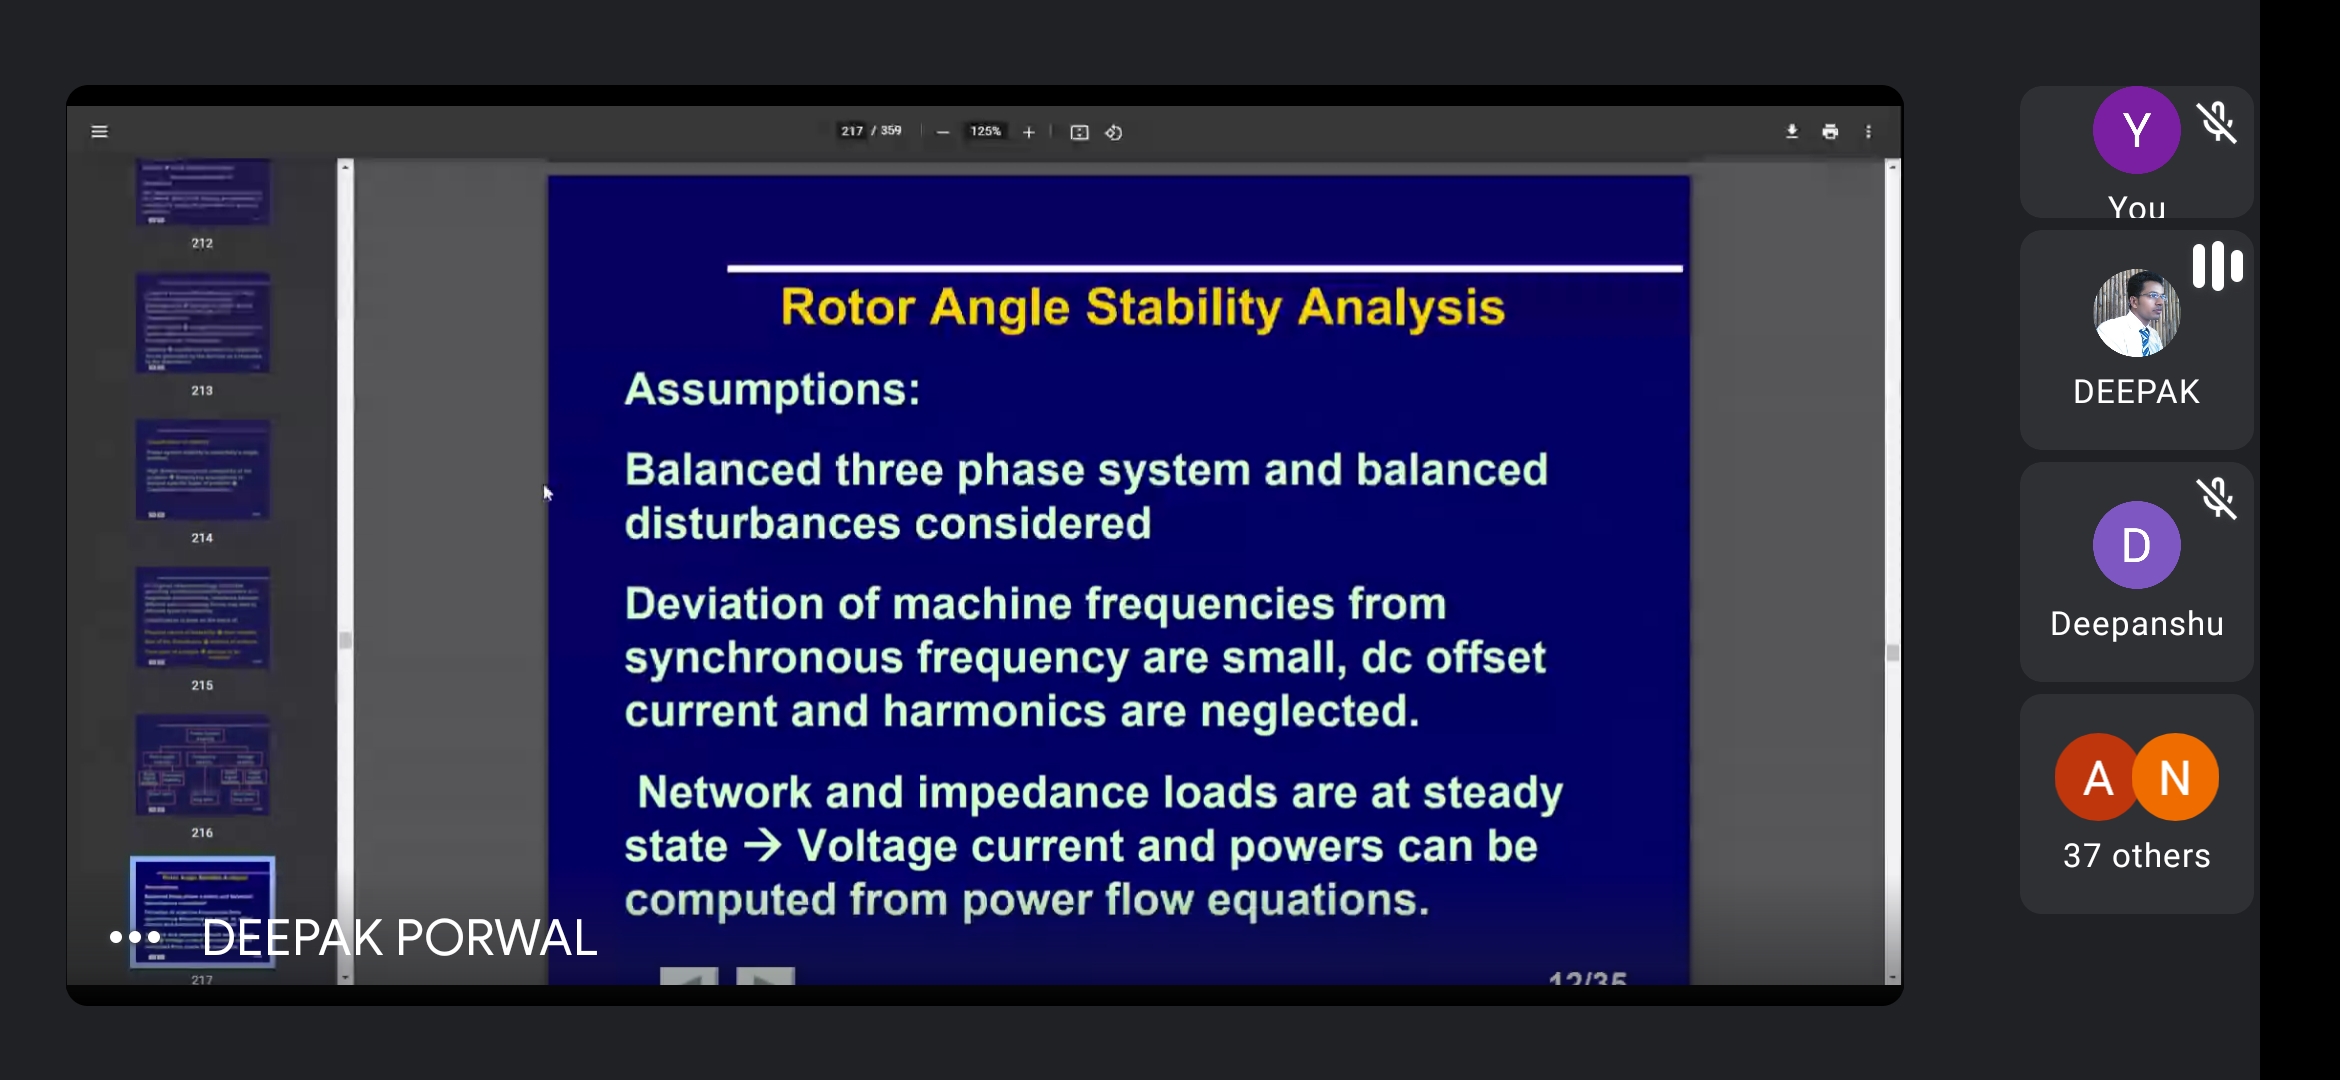 217 / 359
125%
212
213
214
215
216
217
Rotor Angle Stability Analysis
Assumptions:
Balanced three phase system and balanced
disturbances considered
Deviation of machine frequencies from
synchronous frequency are small, dc offset
current and harmonics are neglected.
Network and impedance loads are at steady
state → Voltage current and powers can be
computed from power flow equations.
12/35
DEEPAK PORWAL
Y
You
DEEPAK
D
Deepanshu
A
N
37 others